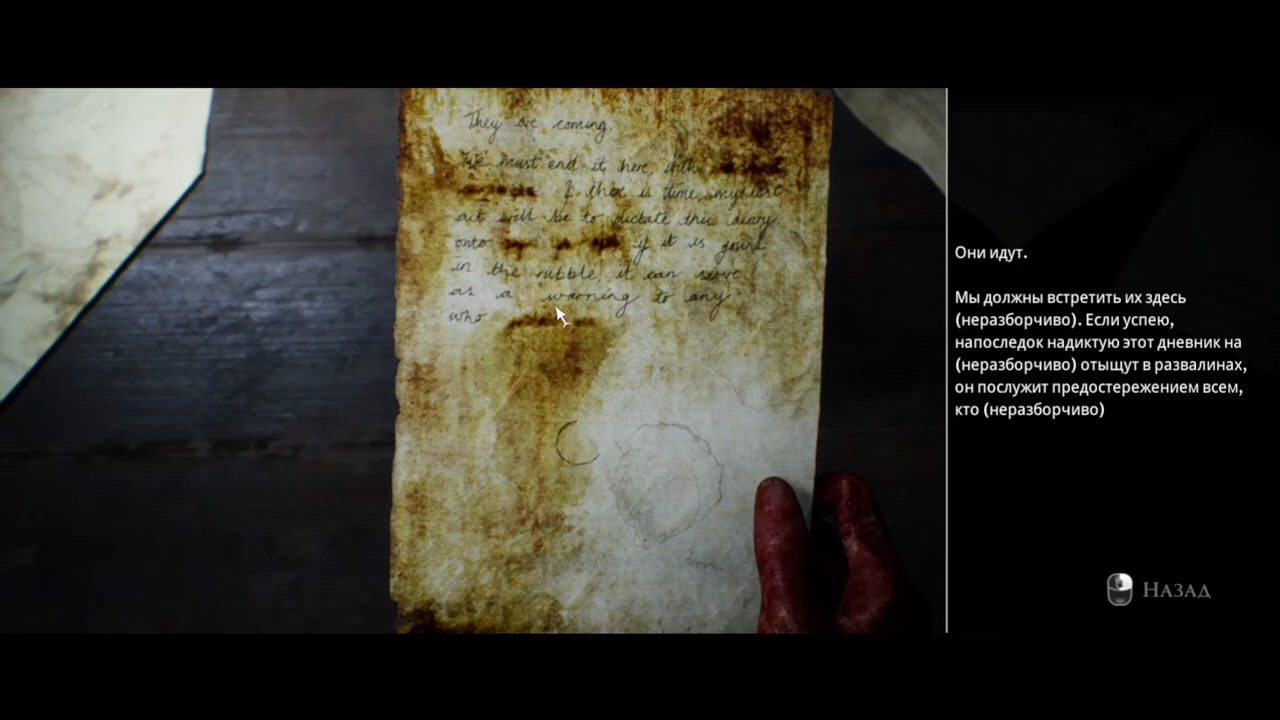 They are coming.
We must end it here, with
If there is time, my last
act will be to dictate this diary
onto if it is found
in the rubble, it can serve
as a warning to any
who
Они идут.
Мы должны встретить их здесь
(неразборчиво). Если успею,
напоследок надиктую этот дневник на
(неразборчиво) отыщут в развалинах,
он послужит предостережением всем,
кто (неразборчиво)
Назад